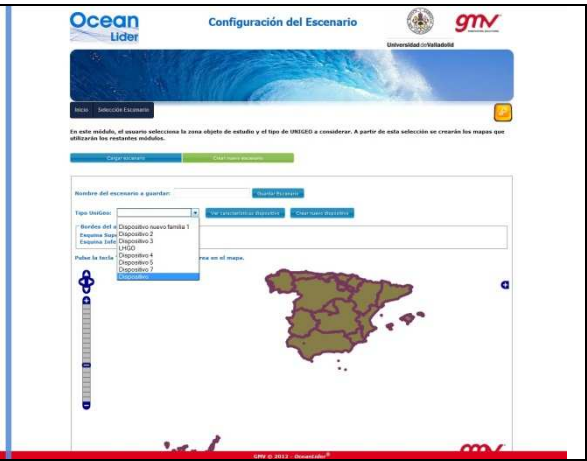 Ocean
Lider
Configuración del Escenario
Universidad de Valladolid
gmv
Inicio Selección Escenario
En este módulo, el usuario selecciona la zona objeto de estudio y el tipo de UNIGEO a considerar. A partir de esta selección se crearán los mapas que
utilizarán los restantes módulos.
Cargar escenario Crear nuevo escenario
Nombre del escenario a guardar: Guardar Escenario
Tipo UniGeo: Ver características dispositivo Crear nuevo dispositivo
Bordes del a
Esquina Sup
Esquina Infe
Dispositivo nuevo familia 1
Dispositivo 2
Dispositivo 3
LHGO
Dispositivo 4
Dispositivo 5
Dispositivo 7
Dispositivo
Pulse la tecla rea en el mapa.
gmv
GMV © 2012 - OceanLider